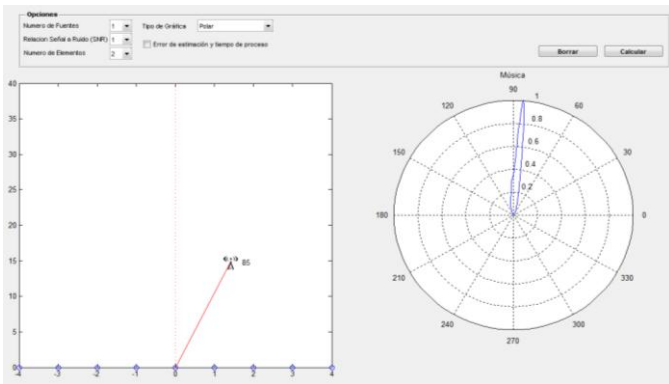 Opciones
Numero de Fuentes 1 Tipo de Gráfica Polar
Relacion Señal a Ruido (SNR) 1 Error de estimación y tiempo de proceso
Numero de Elementos 2 Borrar Calcular
Música
40
35
30
25
20
15
10
5
0
-4 -3 -2 -1 0 1 2 3 4
85
90
120 60
1
0.8
150 0.6 30
0.4
0.2
180 0
210 330
240 300
270